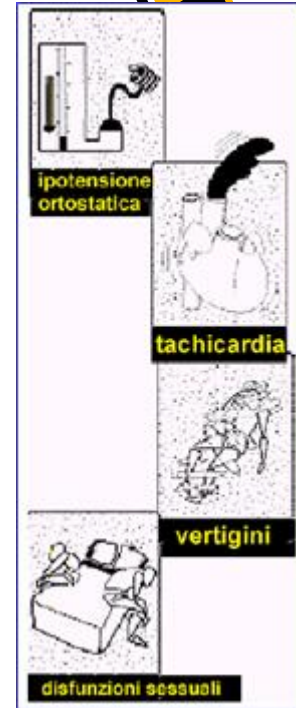 ipotensione
ortostatica
tachicardia
vertigini
disfunzioni sessuali